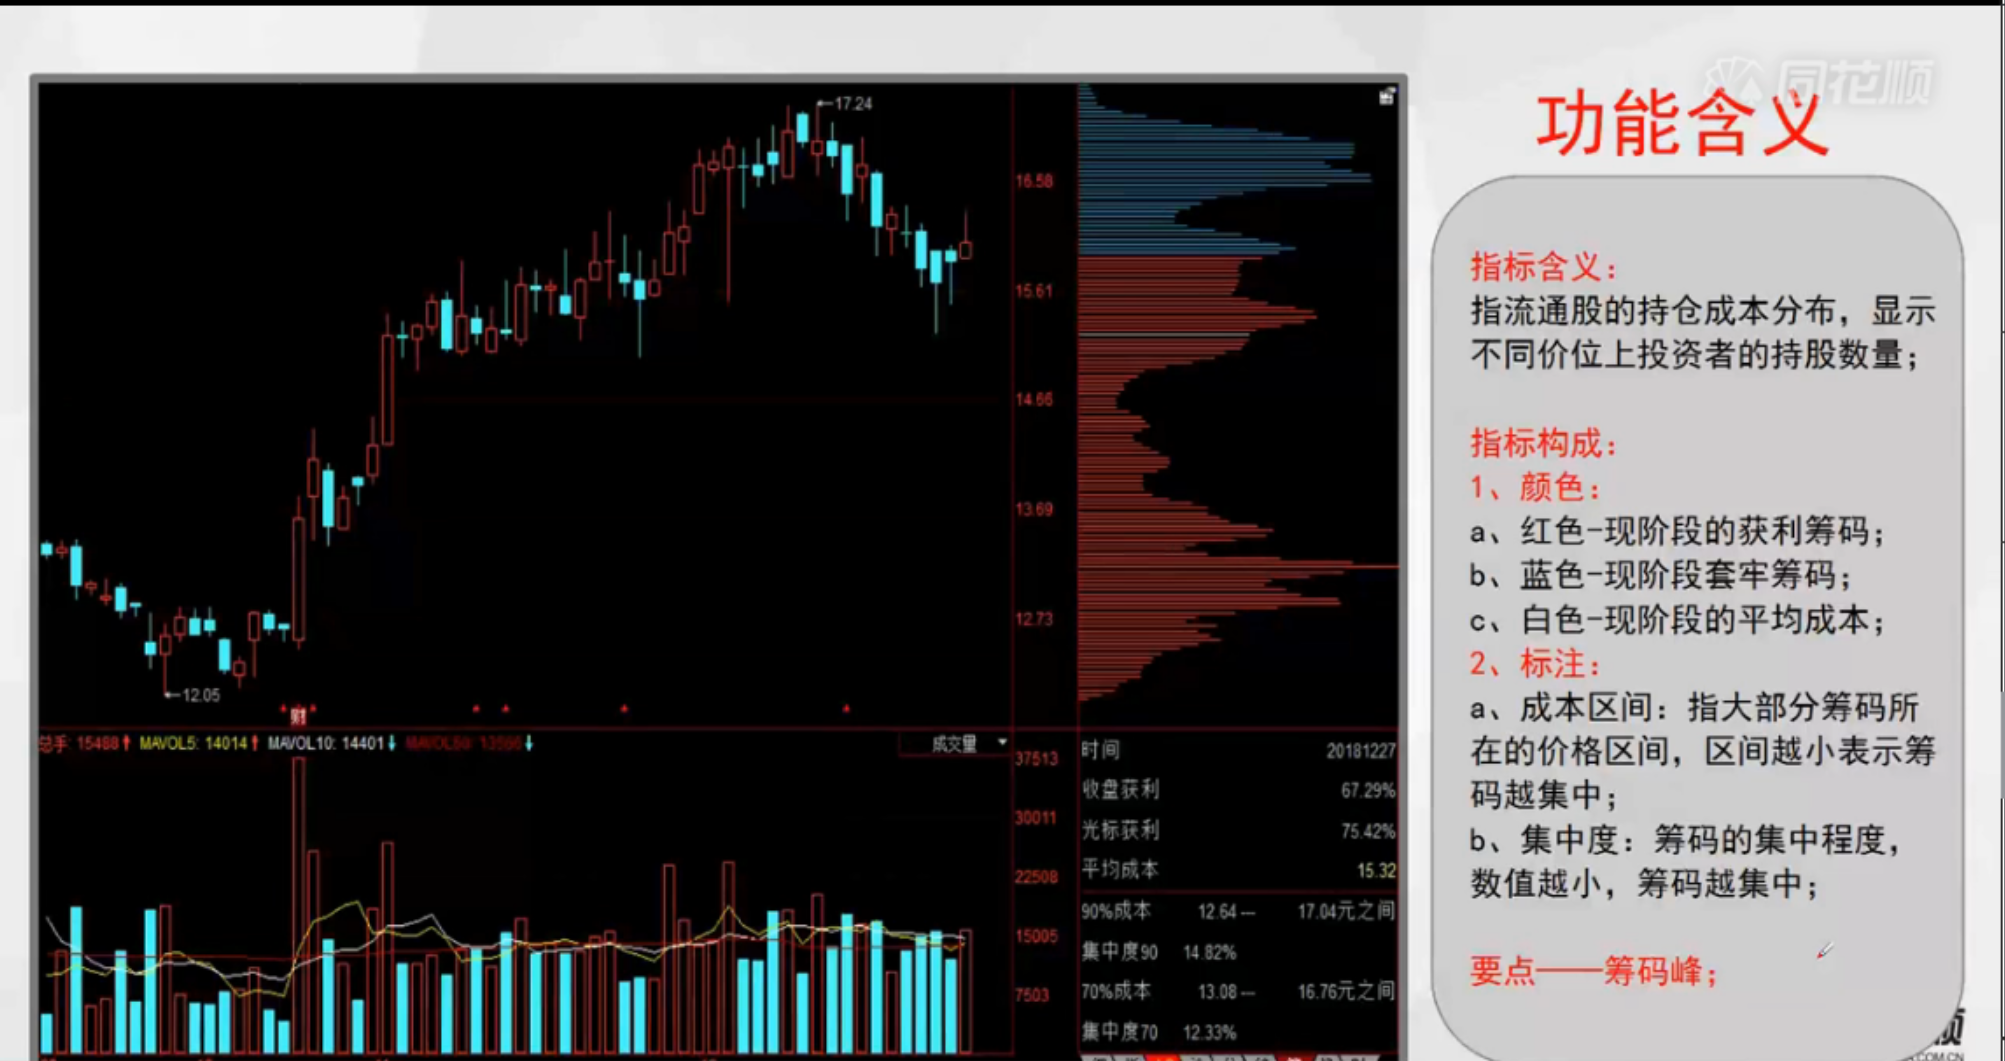 同花顺
功能含义
17.24
16.58
15.61
14.66
13.69
12.73
12.05
财
总手: 15488 MAVOL5: 14014 MAVOL10: 14401
成交量
37513
30011
22508
15005
7503
时间 20181227
收盘获利 67.29%
光标获利 75.42%
平均成本 15.32
90%成本 12.64— 17.04元之间
集中度90 14.82%
70%成本 13.08— 16.76元之间
集中度70 12.33%
指标含义：
指流通股的持仓成本分布，显示
不同价位上投资者的持股数量；
指标构成：
1、颜色：
a、红色-现阶段的获利筹码；
b、蓝色-现阶段套牢筹码；
c、白色-现阶段的平均成本；
2、标注：
a、成本区间：指大部分筹码所
在的价格区间，区间越小表示筹
码越集中；
b、集中度：筹码的集中程度，
数值越小，筹码越集中；
要点——筹码峰；
顺
.COM.CN